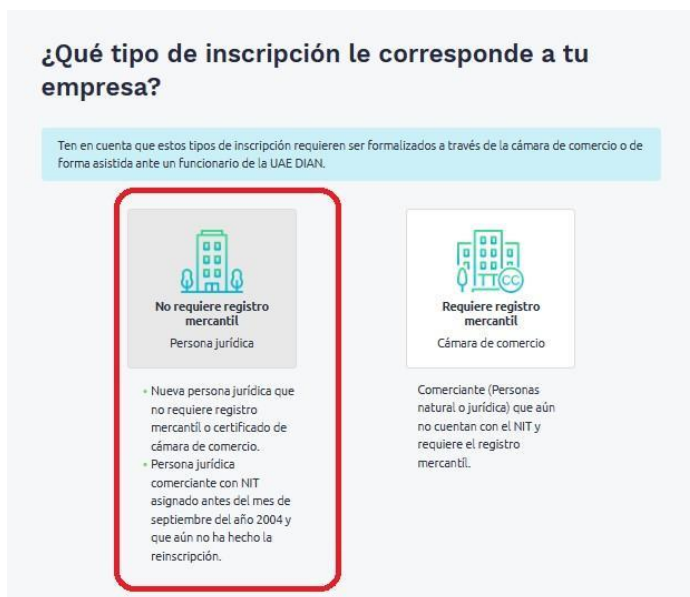 ¿Qué tipo de inscripción le corresponde a tu
empresa?
Ten en cuenta que estos tipos de inscripción requieren ser formalizados a través de la cámara de comercio o de
forma asistida ante un funcionario de la UAE DIAN.
No requiere registro
mercantil
Persona jurídica
• Nueva persona jurídica que
no requiere registro
mercantil o certificado de
cámara de comercio.
• Persona jurídica
comerciante con NIT
asignado antes del mes de
septiembre del año 2004 y
que aún no ha hecho la
reinscripción.
TT CC
Requiere registro
mercantil
Cámara de comercio
Comerciante (Personas
natural o jurídica) que aún
no cuentan con el NIT y
requiere el registro
mercantil.